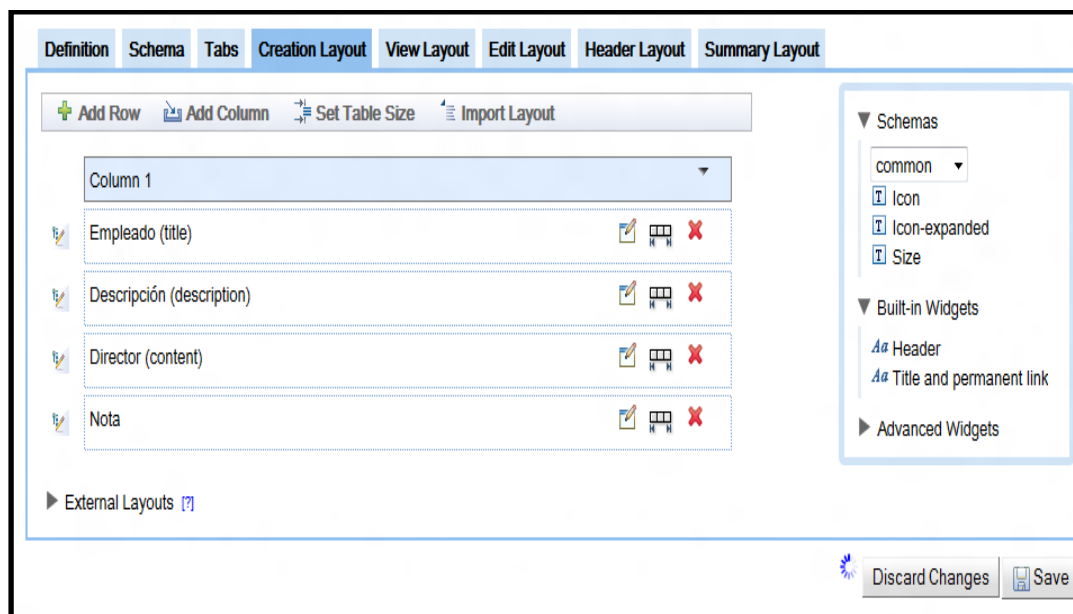 Definition Schema Tabs Creation Layout View Layout Edit Layout Header Layout Summary Layout
Add Row Add Column Set Table Size Import Layout
Column 1
Empleado (title)
Descripción (description)
Director (content)
Nota
External Layouts [?]
Schemas
common
T Icon
T Icon-expanded
T Size
Built-in Widgets
Aa Header
Aa Title and permanent link
Advanced Widgets
Discard Changes Save